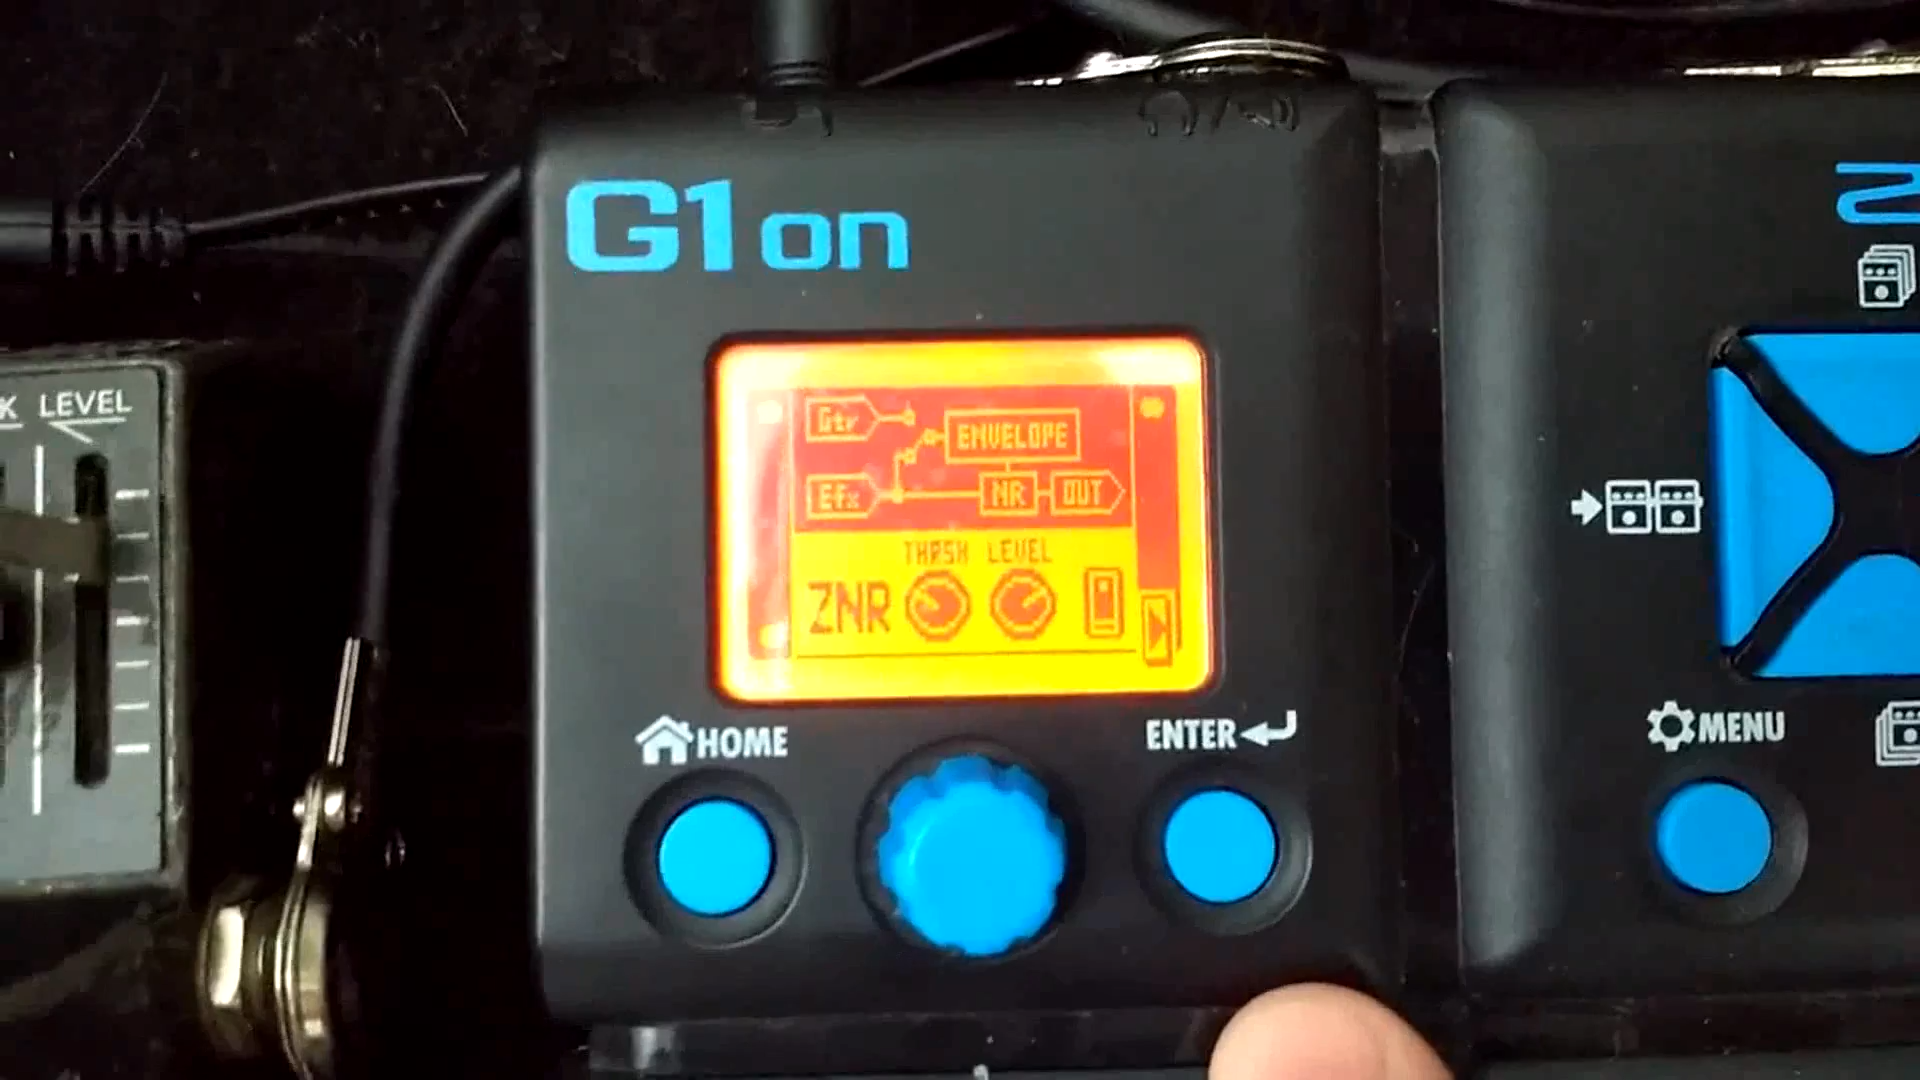 G1on
Gtr
ENVELOPE
Efx
NR
OUT
THRSH LEVEL
ZNR
HOME
ENTER
MENU
LEVEL
K
Z